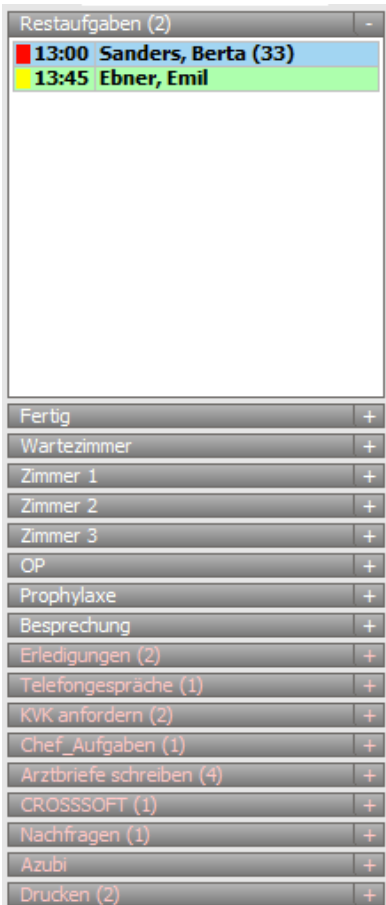 Restaufgaben (2) -
13:00 Sanders, Berta (33)
13:45 Ebner, Emil
Fertig +
Wartezimmer +
Zimmer 1 +
Zimmer 2 +
Zimmer 3 +
OP +
Prophylaxe +
Besprechung +
Erledigungen (2) +
Telefongespräche (1) +
KVK anfordern (2) +
Chef_Aufgaben (1) +
Arztbriefe schreiben (4) +
CROSSSOFT (1) +
Nachfragen (1) +
Azubi +
Drucken (2) +